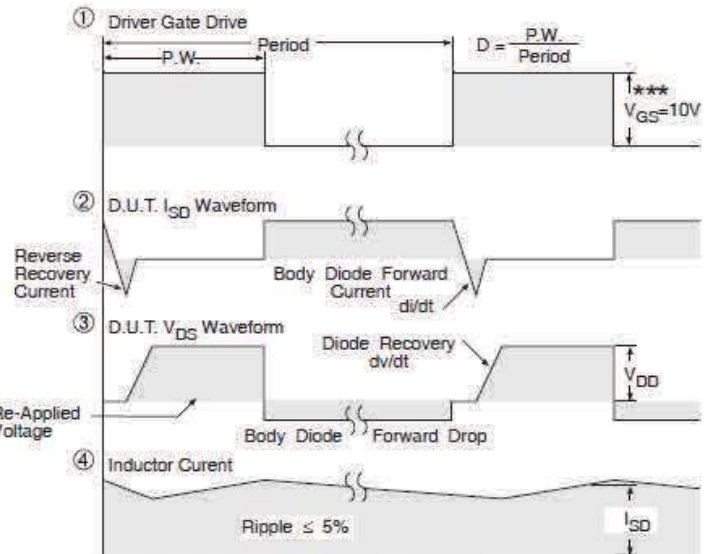 ① Driver Gate Drive
Period
P.W.
D = P.W.
Period
***
VGS=10V
② D.U.T. ISD Waveform
Reverse
Recovery
Current
Body Diode Forward
Current
di/dt
③ D.U.T. VDS Waveform
Diode Recovery
dv/dt
VDD
Re-Applied
Voltage
Body Diode Forward Drop
④ Inductor Curent
Ripple ≤ 5%
ISD